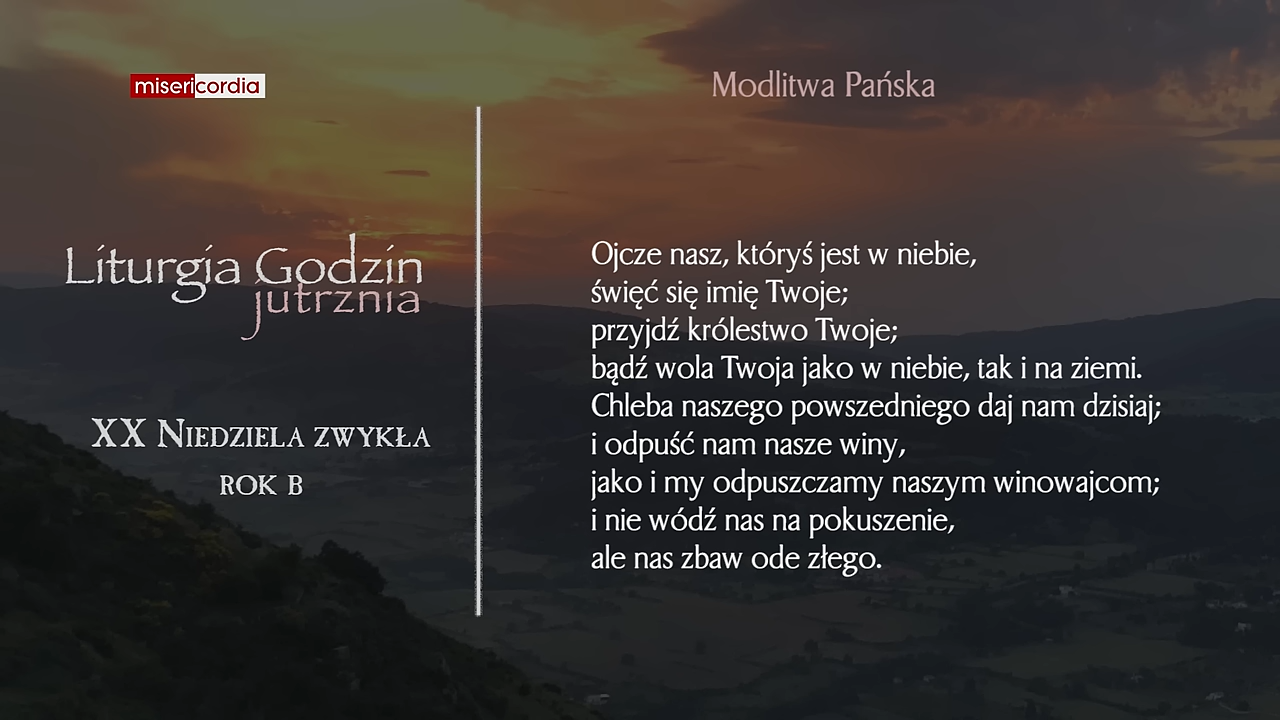 misericordia
Liturgia Godzin
jutrznia
XX Niedziela zwykła
rok B
Modlitwa Pańska
Ojcze nasz, któryś jest w niebie,
święć się imię Twoje;
przyjdź królestwo Twoje;
bądź wola Twoja jako w niebie, tak i na ziemi.
Chleba naszego powszedniego daj nam dzisiaj;
i odpuść nam nasze winy,
jako i my odpuszczamy naszym winowajcom;
i nie wódź nas na pokuszenie,
ale nas zbaw ode złego.